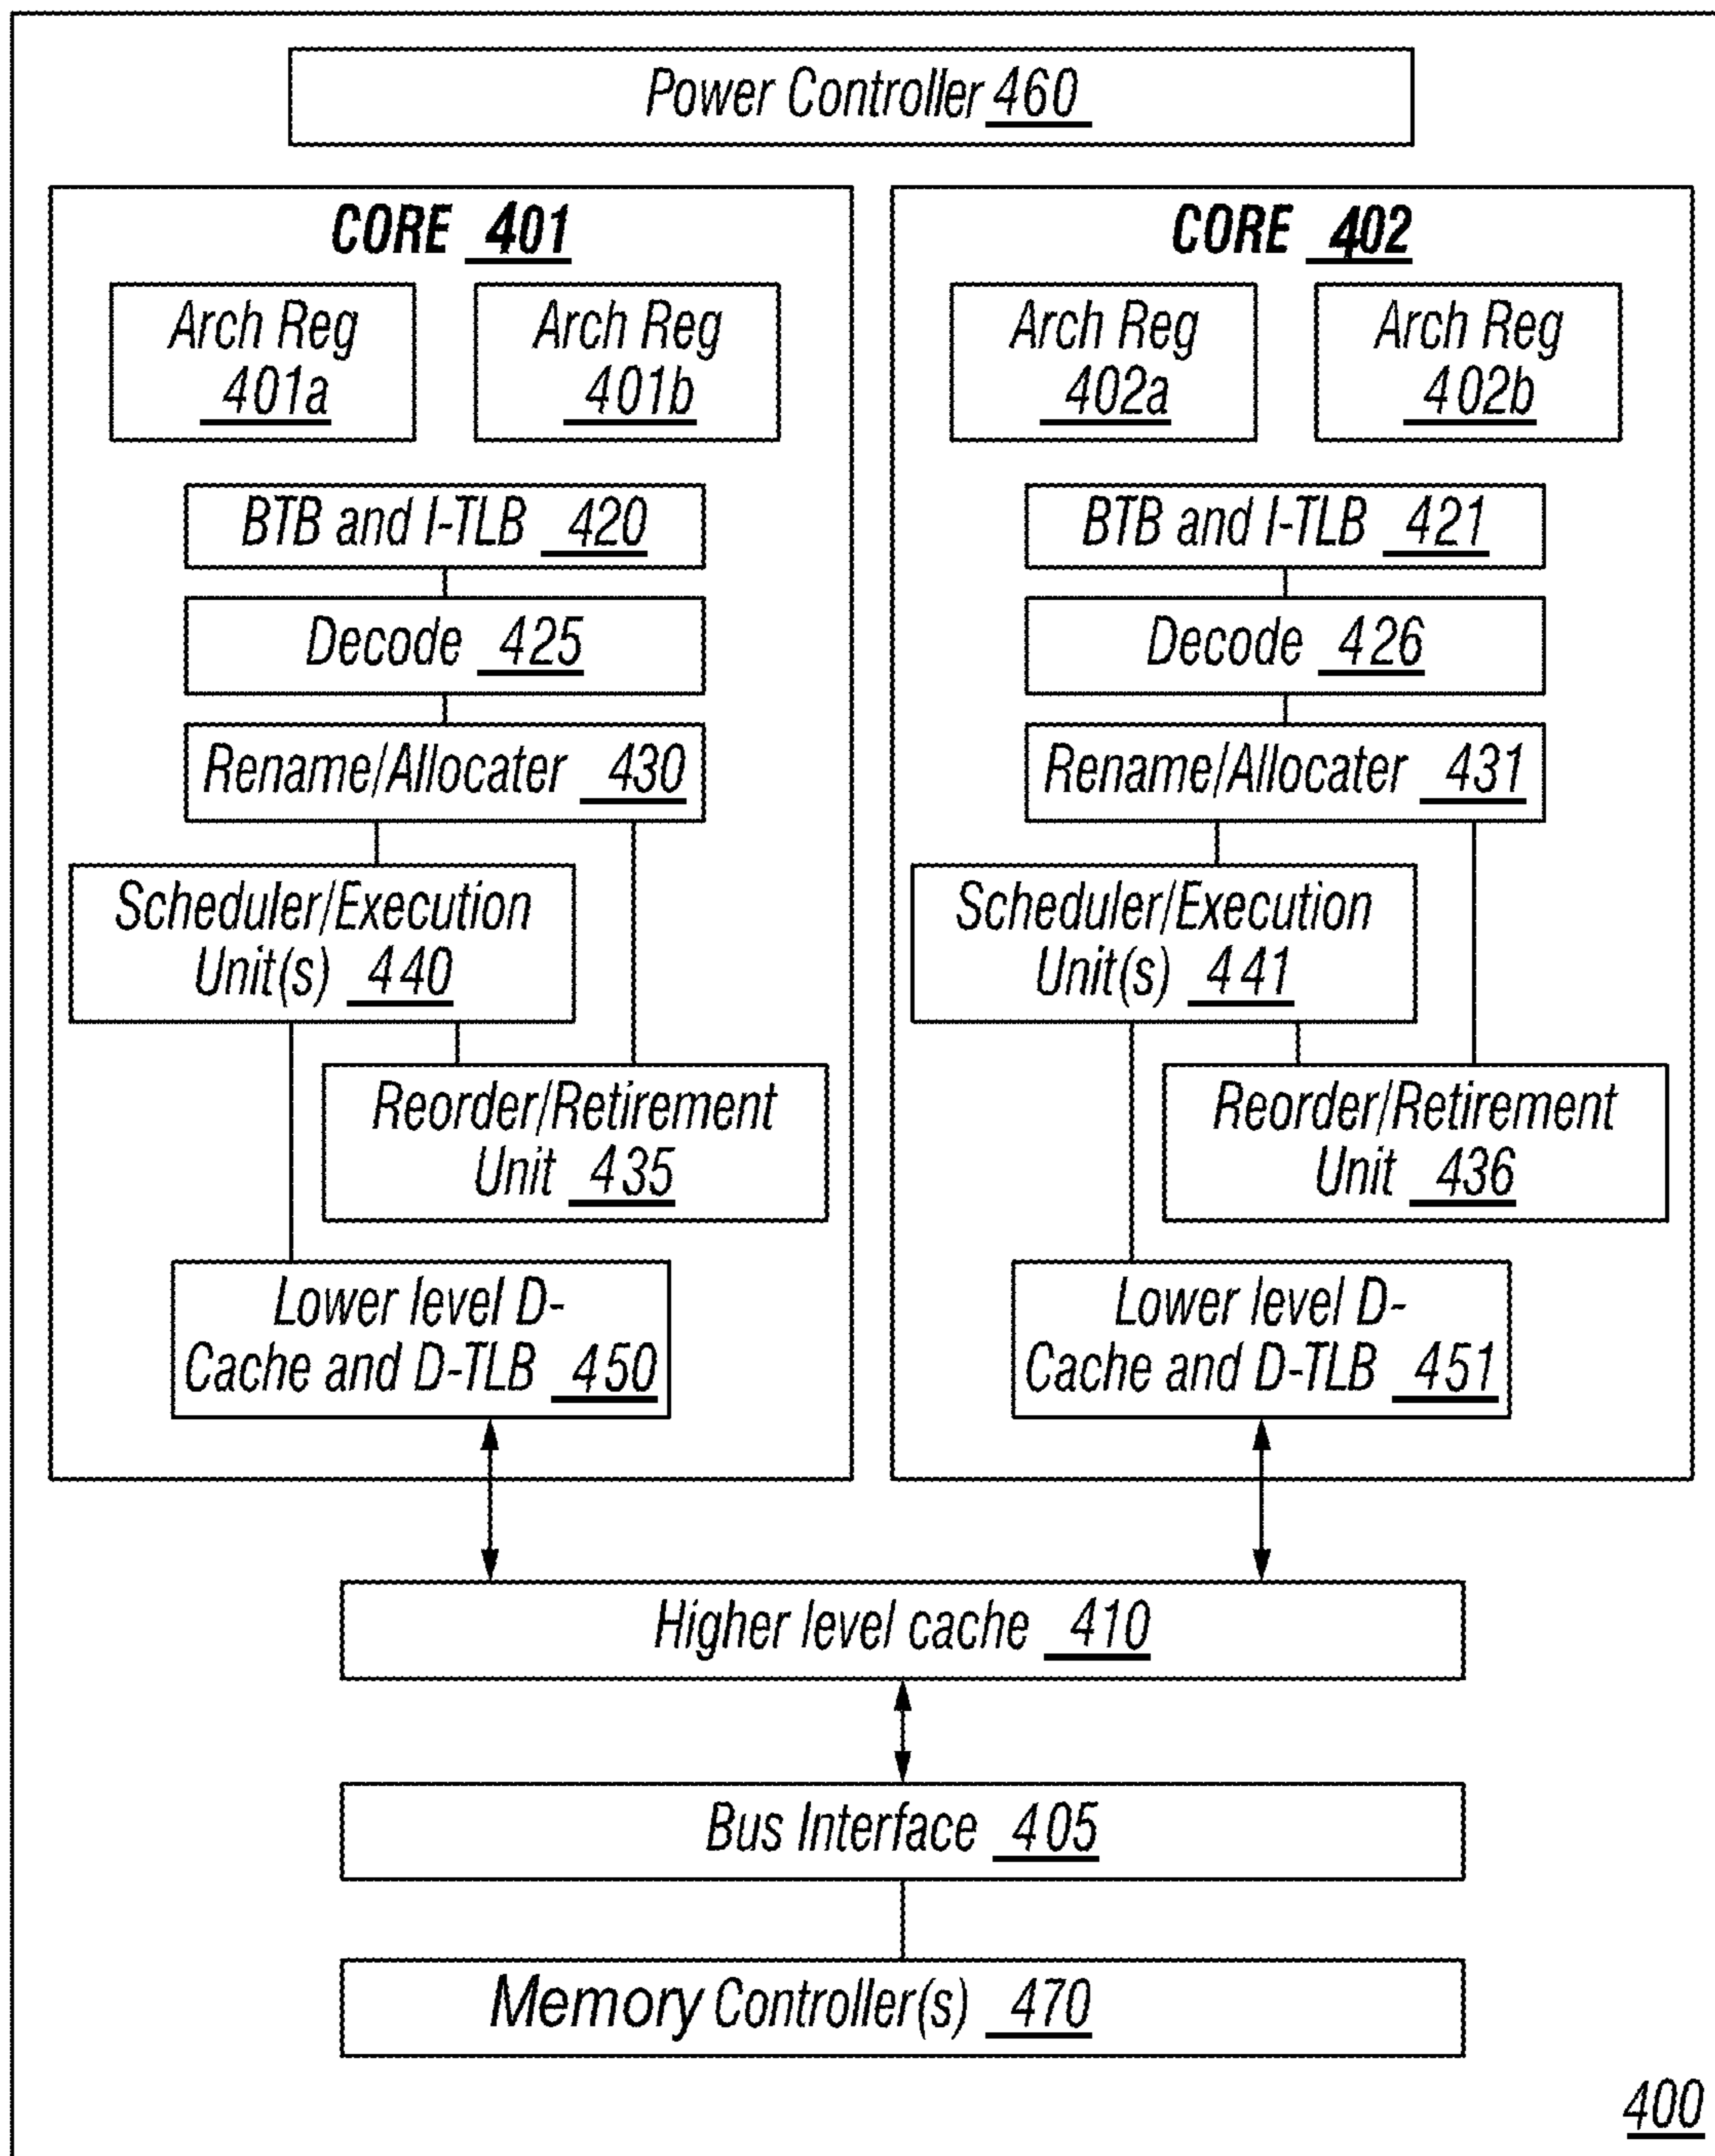 Power Controller 460
CORE 401
Arch Reg
401a
Arch Reg
401b
BTB and I-TLB 420
Decode 425
Rename/Allocater 430
Scheduler/Execution
Unit(s) 440
Reorder/Retirement
Unit 435
Lower level D-
Cache and D-TLB 450
CORE 402
Arch Reg
402a
Arch Reg
402b
BTB and I-TLB 421
Decode 426
Rename/Allocater 431
Scheduler/Execution
Unit(s) 441
Reorder/Retirement
Unit 436
Lower level D-
Cache and D-TLB 451
Higher level cache 410
Bus Interface 405
Memory Controller(s) 470
400